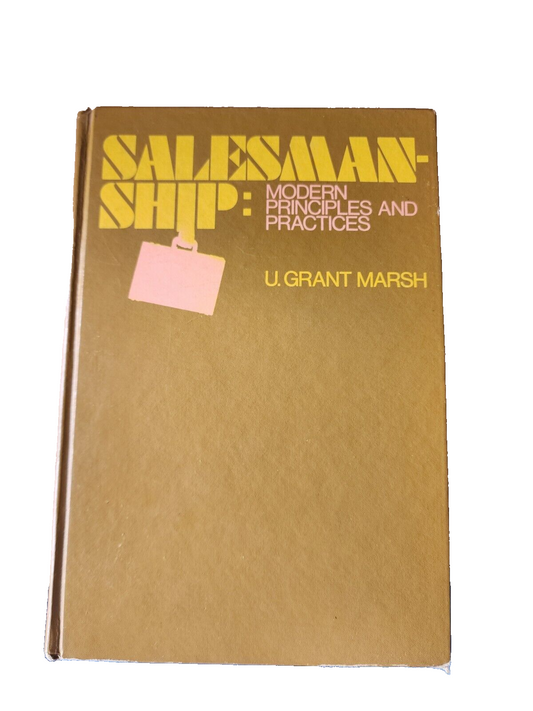 SALESMAN-
SHIP:
MODERN
PRINCIPLES AND
PRACTICES
U. GRANT MARSH